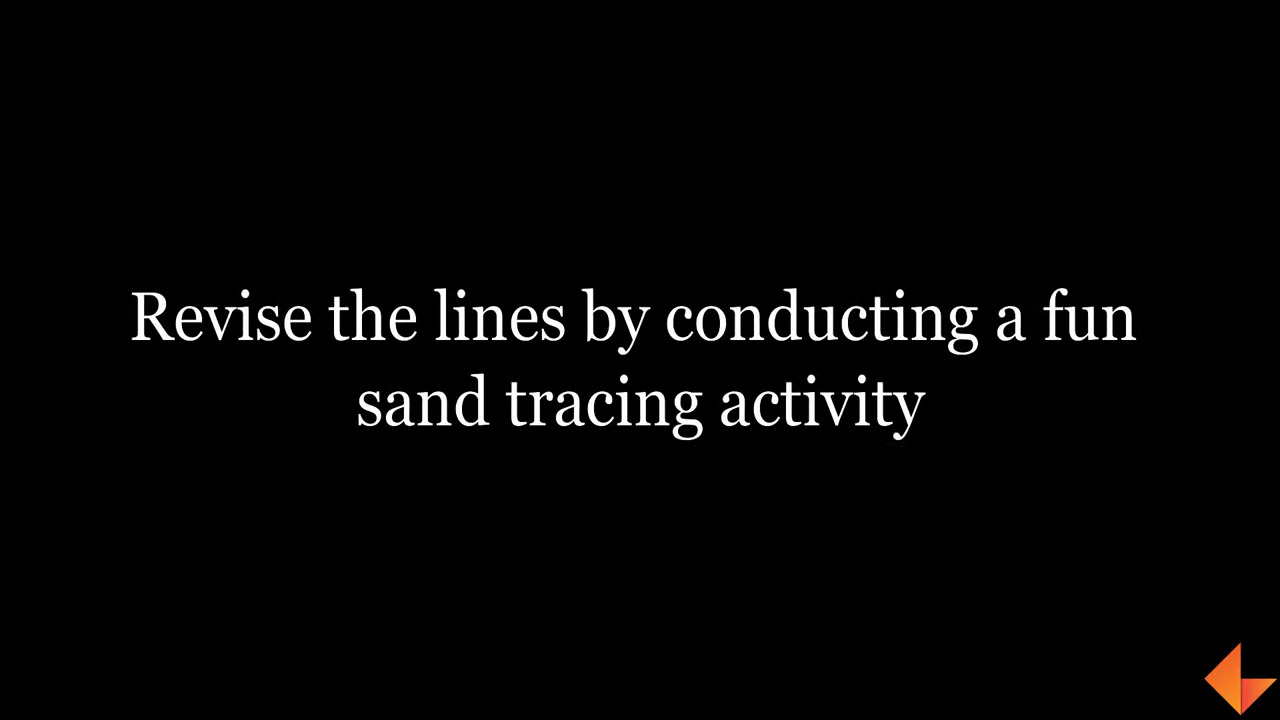 Revise the lines by conducting a fun
sand tracing activity